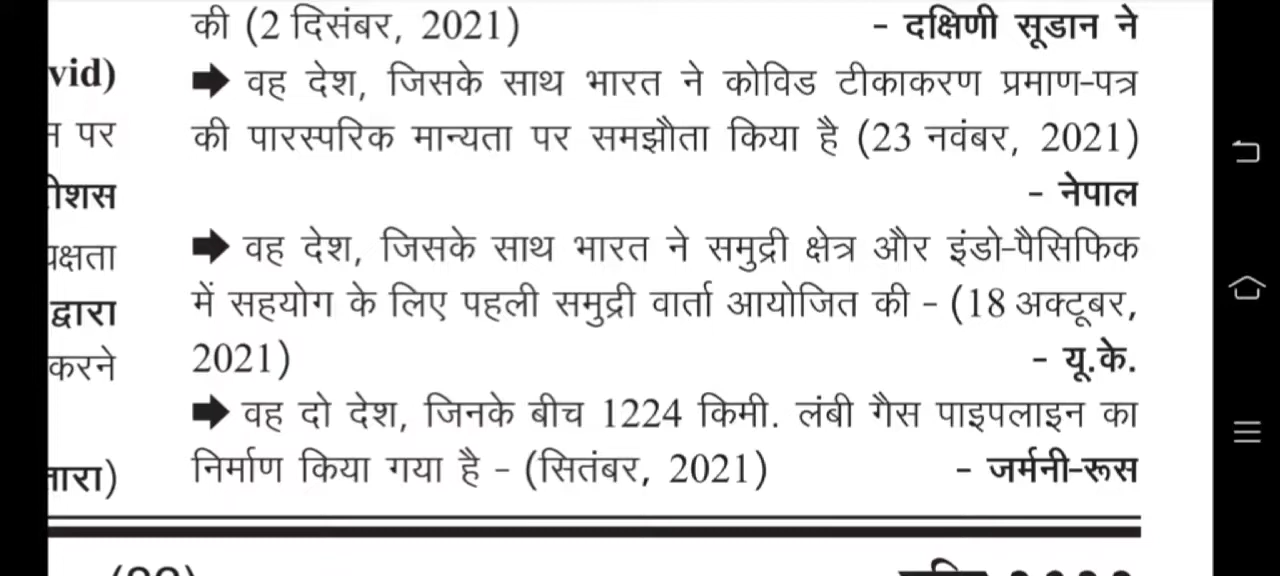 की (2 दिसंबर, 2021) - दक्षिणी सूडान ने
vid)
➡ वह देश, जिसके साथ भारत ने कोविड टीकाकरण प्रमाण-पत्र
पर
की पारस्परिक मान्यता पर समझौता किया है (23 नवंबर, 2021)
- नेपाल
➡ वह देश, जिसके साथ भारत ने समुद्री क्षेत्र और इंडो-पैसिफिक
द्वारा
में सहयोग के लिए पहली समुद्री वार्ता आयोजित की - (18 अक्टूबर,
करने
2021) - यू.के.
➡ वह दो देश, जिनके बीच 1224 किमी. लंबी गैस पाइपलाइन का
निर्माण किया गया है - (सितंबर, 2021) - जर्मनी-रूस